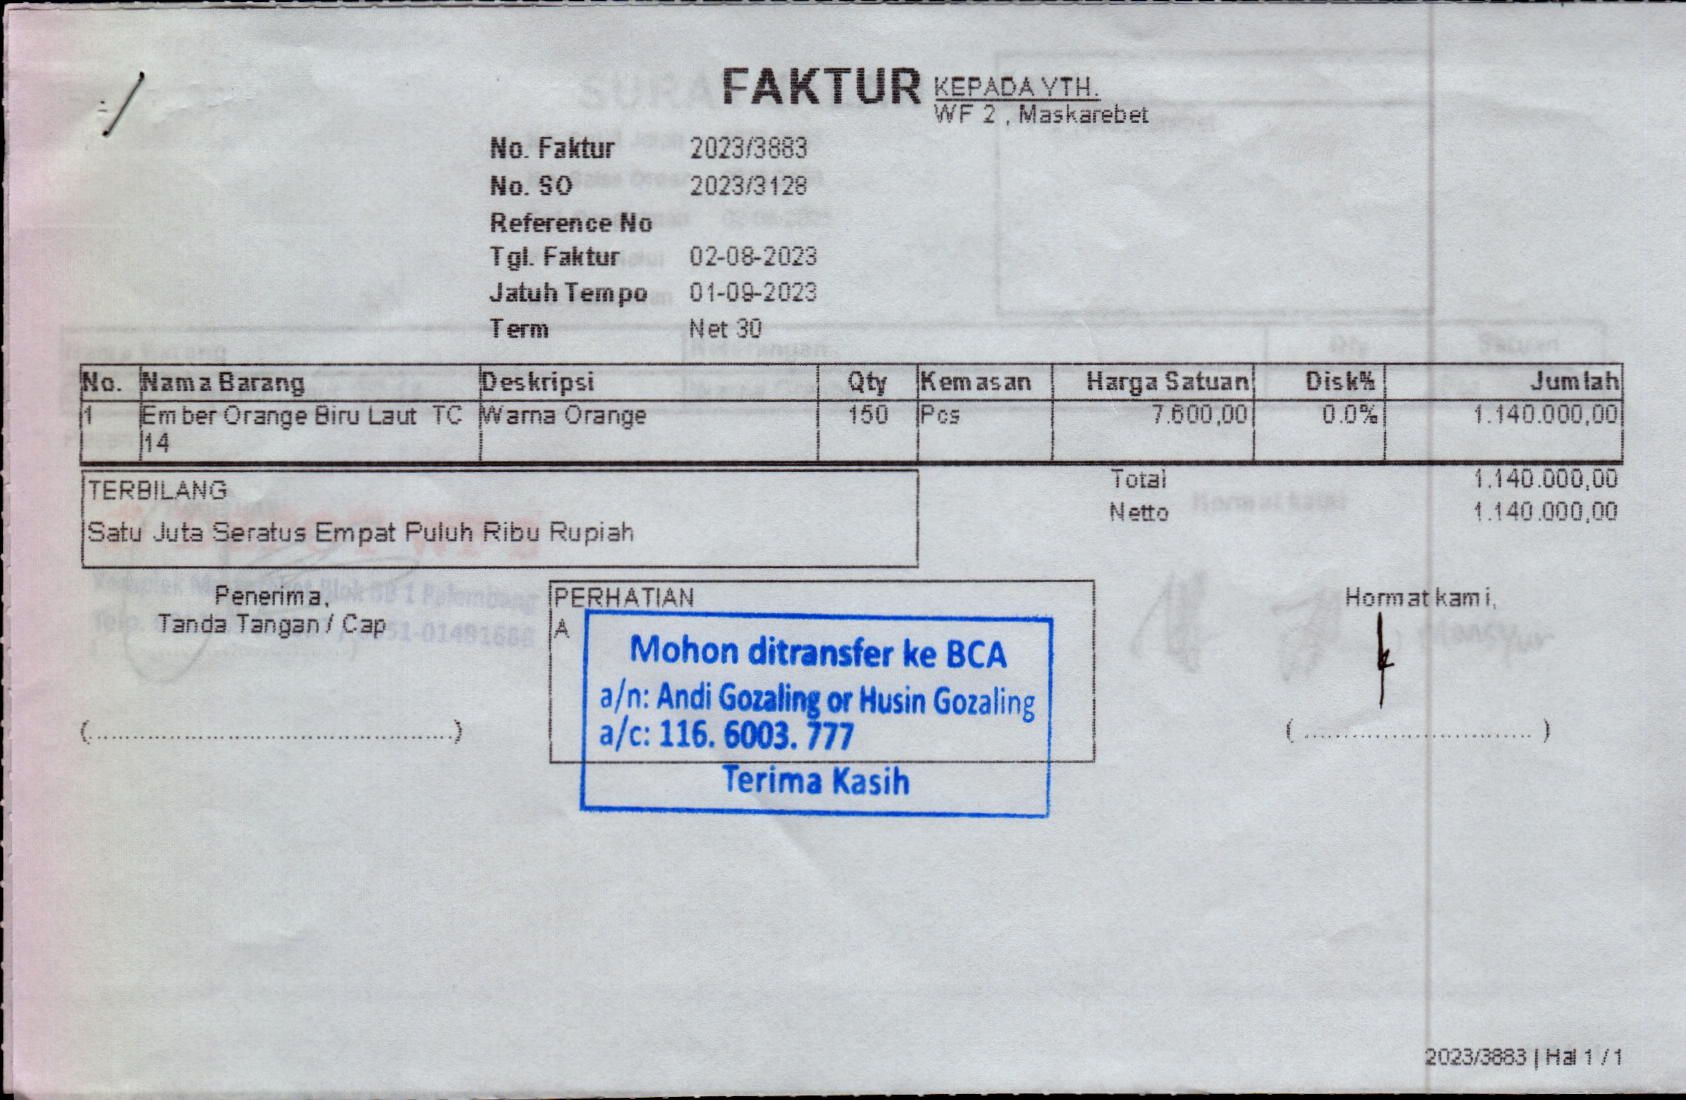 FAKTUR
KEPADA YTH.
WF 2 , Maskarebet
No. Faktur 2023/3883
No. SO 2023/3128
Reference No
Tgl. Faktur 02-08-2023
Jatuh Tempo 01-09-2023
Term Net 30
No. Nama Barang Deskripsi Qty Kemasan Harga Satuan Disk% Jumlah
1 Ember Orange Biru Laut TC Warna Orange 150 Pcs 7.600,00 0.0% 1.140.000,00
14
Total 1.140.000,00
Netto 1.140.000,00
TERBILANG
Satu Juta Seratus Empat Puluh Ribu Rupiah
Penerima,
Tanda Tangan / Cap
(............................................)
PERHATIAN
A
Mohon ditransfer ke BCA
a/n: Andi Gozaling or Husin Gozaling
a/c: 116. 6003. 777
Terima Kasih
Hormat kami,
( ............................ )
2023/3883 | Hal 1 / 1